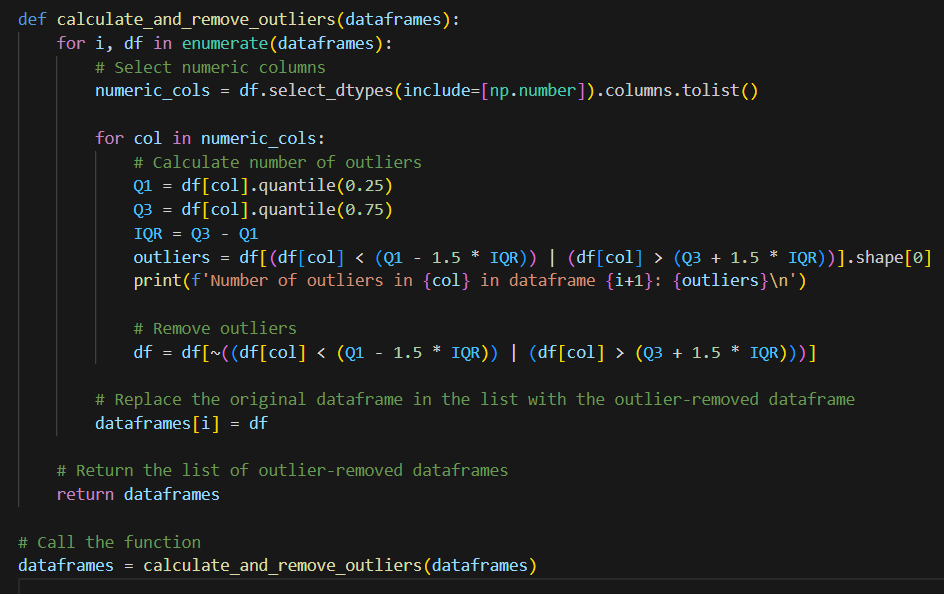 def calculate_and_remove_outliers(dataframes):
    for i, df in enumerate(dataframes):
        # Select numeric columns
        numeric_cols = df.select_dtypes(include=[np.number]).columns.tolist()

        for col in numeric_cols:
            # Calculate number of outliers
            Q1 = df[col].quantile(0.25)
            Q3 = df[col].quantile(0.75)
            IQR = Q3 - Q1
            outliers = df[(df[col] < (Q1 - 1.5 * IQR)) | (df[col] > (Q3 + 1.5 * IQR))].shape[0]
            print(f'Number of outliers in {col} in dataframe {i+1}: {outliers}\n')

            # Remove outliers
            df = df[~((df[col] < (Q1 - 1.5 * IQR)) | (df[col] > (Q3 + 1.5 * IQR)))]

        # Replace the original dataframe in the list with the outlier-removed dataframe
        dataframes[i] = df

    # Return the list of outlier-removed dataframes
    return dataframes

# Call the function
dataframes = calculate_and_remove_outliers(dataframes)